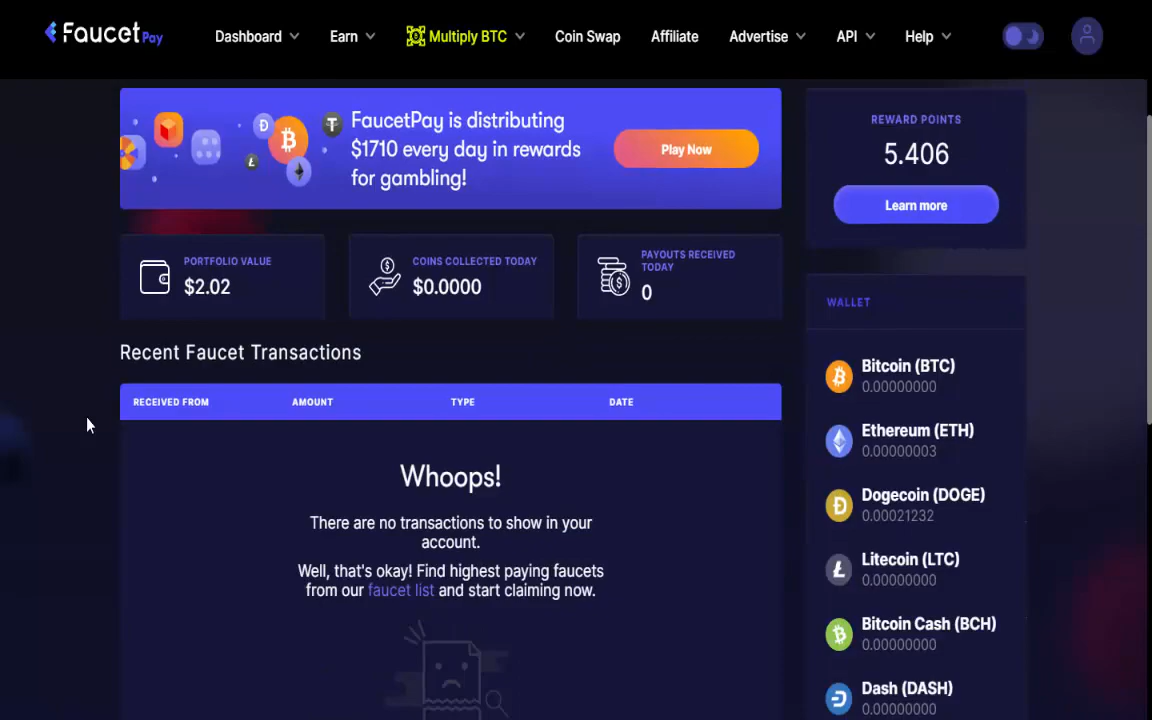 FaucetPay
Dashboard Earn Multiply BTC Coin Swap Affiliate Advertise API Help
FaucetPay is distributing
$1710 every day in rewards
for gambling!
Play Now
REWARD POINTS
5.406
Learn more
PORTFOLIO VALUE
$2.02
COINS COLLECTED TODAY
$0.0000
PAYOUTS RECEIVED
TODAY
0
Recent Faucet Transactions
RECEIVED FROM AMOUNT TYPE DATE
Whoops!
There are no transactions to show in your
account.
Well, that's okay! Find highest paying faucets
from our faucet list and start claiming now.
WALLET
Bitcoin (BTC)
0.00000000
Ethereum (ETH)
0.00000003
Dogecoin (DOGE)
0.00021232
Litecoin (LTC)
0.00000000
Bitcoin Cash (BCH)
0.00000000
Dash (DASH)
0.00000000